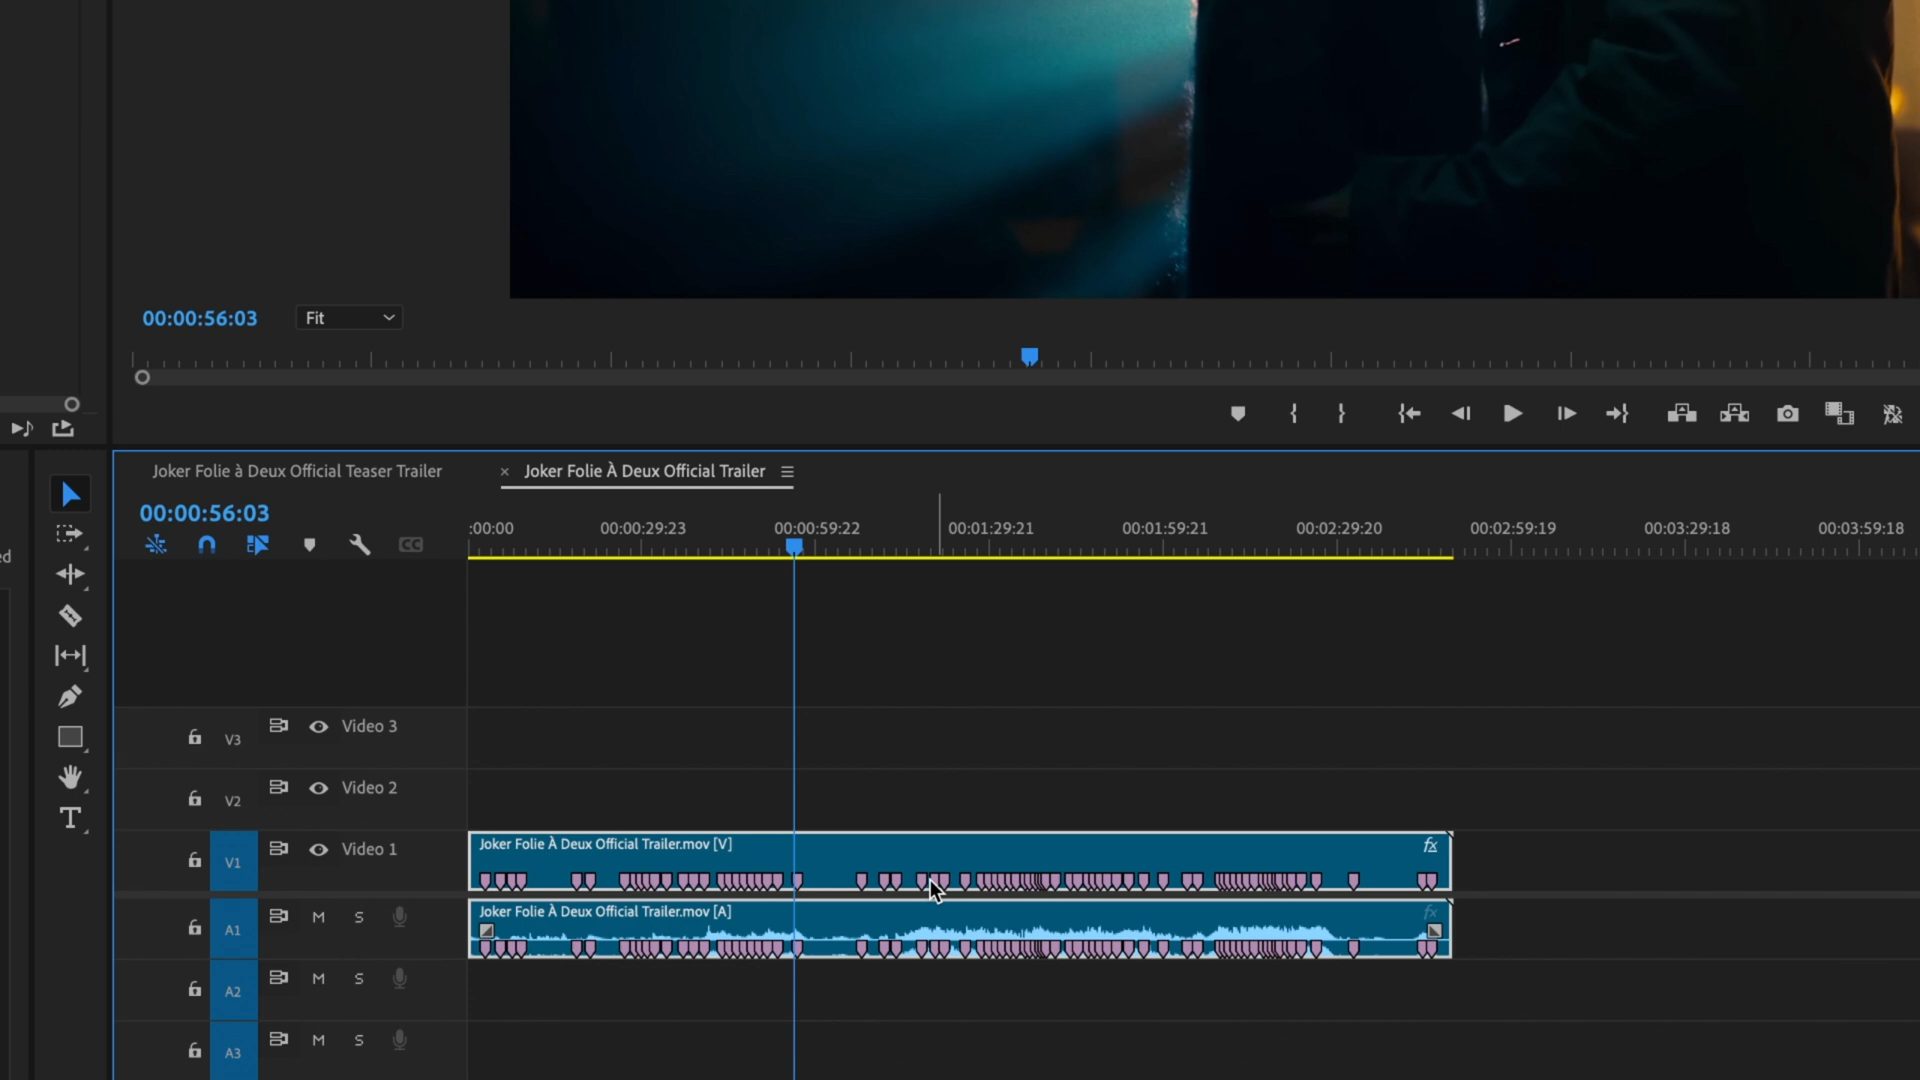 00:00:56:03
Fit
ed
Joker Folie à Deux Official Teaser Trailer
× Joker Folie À Deux Official Trailer
00:00:56:03
:00:00
00:00:29:23
00:00:59:22
00:01:29:21
00:01:59:21
00:02:29:20
00:02:59:19
00:03:29:18
00:03:59:18
CC
T
V3
Video 3
V2
Video 2
V1
Video 1
Joker Folie À Deux Official Trailer.mov [V]
fx
A1
M
S
Joker Folie À Deux Official Trailer.mov [A]
fx
A2
M
S
A3
M
S